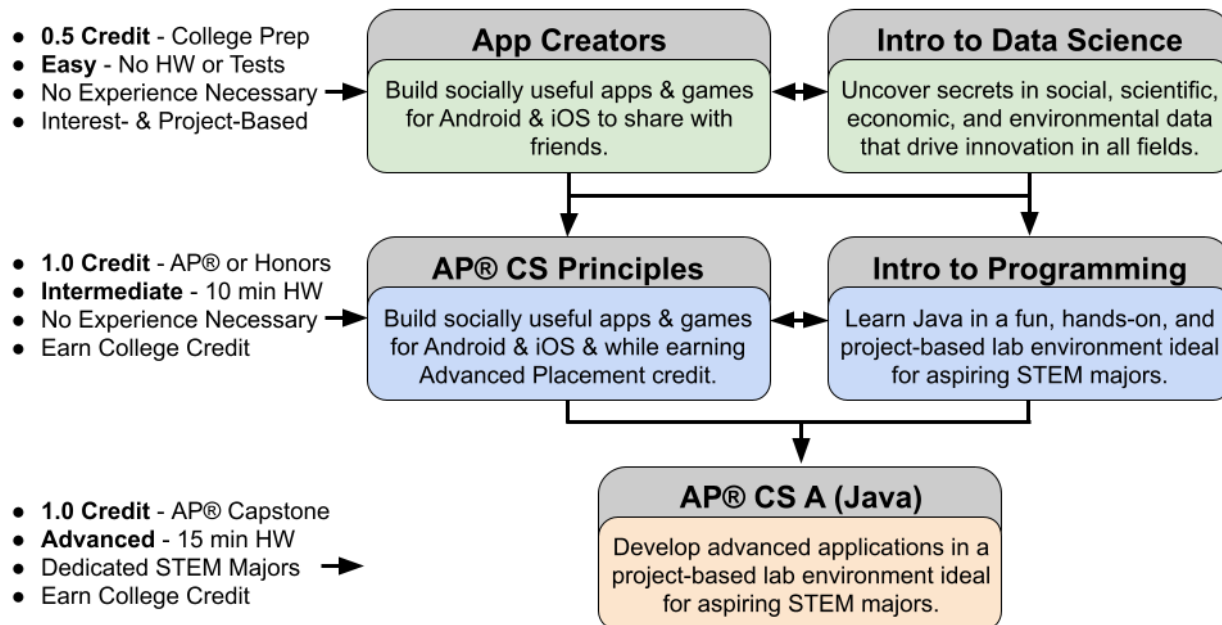 ● 0.5 Credit - College Prep
● Easy - No HW or Tests
● No Experience Necessary
● Interest- & Project-Based
App Creators
Build socially useful apps & games
for Android & iOS to share with
friends.
Intro to Data Science
Uncover secrets in social, scientific,
economic, and environmental data
that drive innovation in all fields.
● 1.0 Credit - AP® or Honors
● Intermediate - 10 min HW
● No Experience Necessary
● Earn College Credit
AP® CS Principles
Build socially useful apps & games
for Android & iOS & while earning
Advanced Placement credit.
Intro to Programming
Learn Java in a fun, hands-on, and
project-based lab environment ideal
for aspiring STEM majors.
● 1.0 Credit - AP® Capstone
● Advanced - 15 min HW
● Dedicated STEM Majors
● Earn College Credit
AP® CS A (Java)
Develop advanced applications in a
project-based lab environment ideal
for aspiring STEM majors.